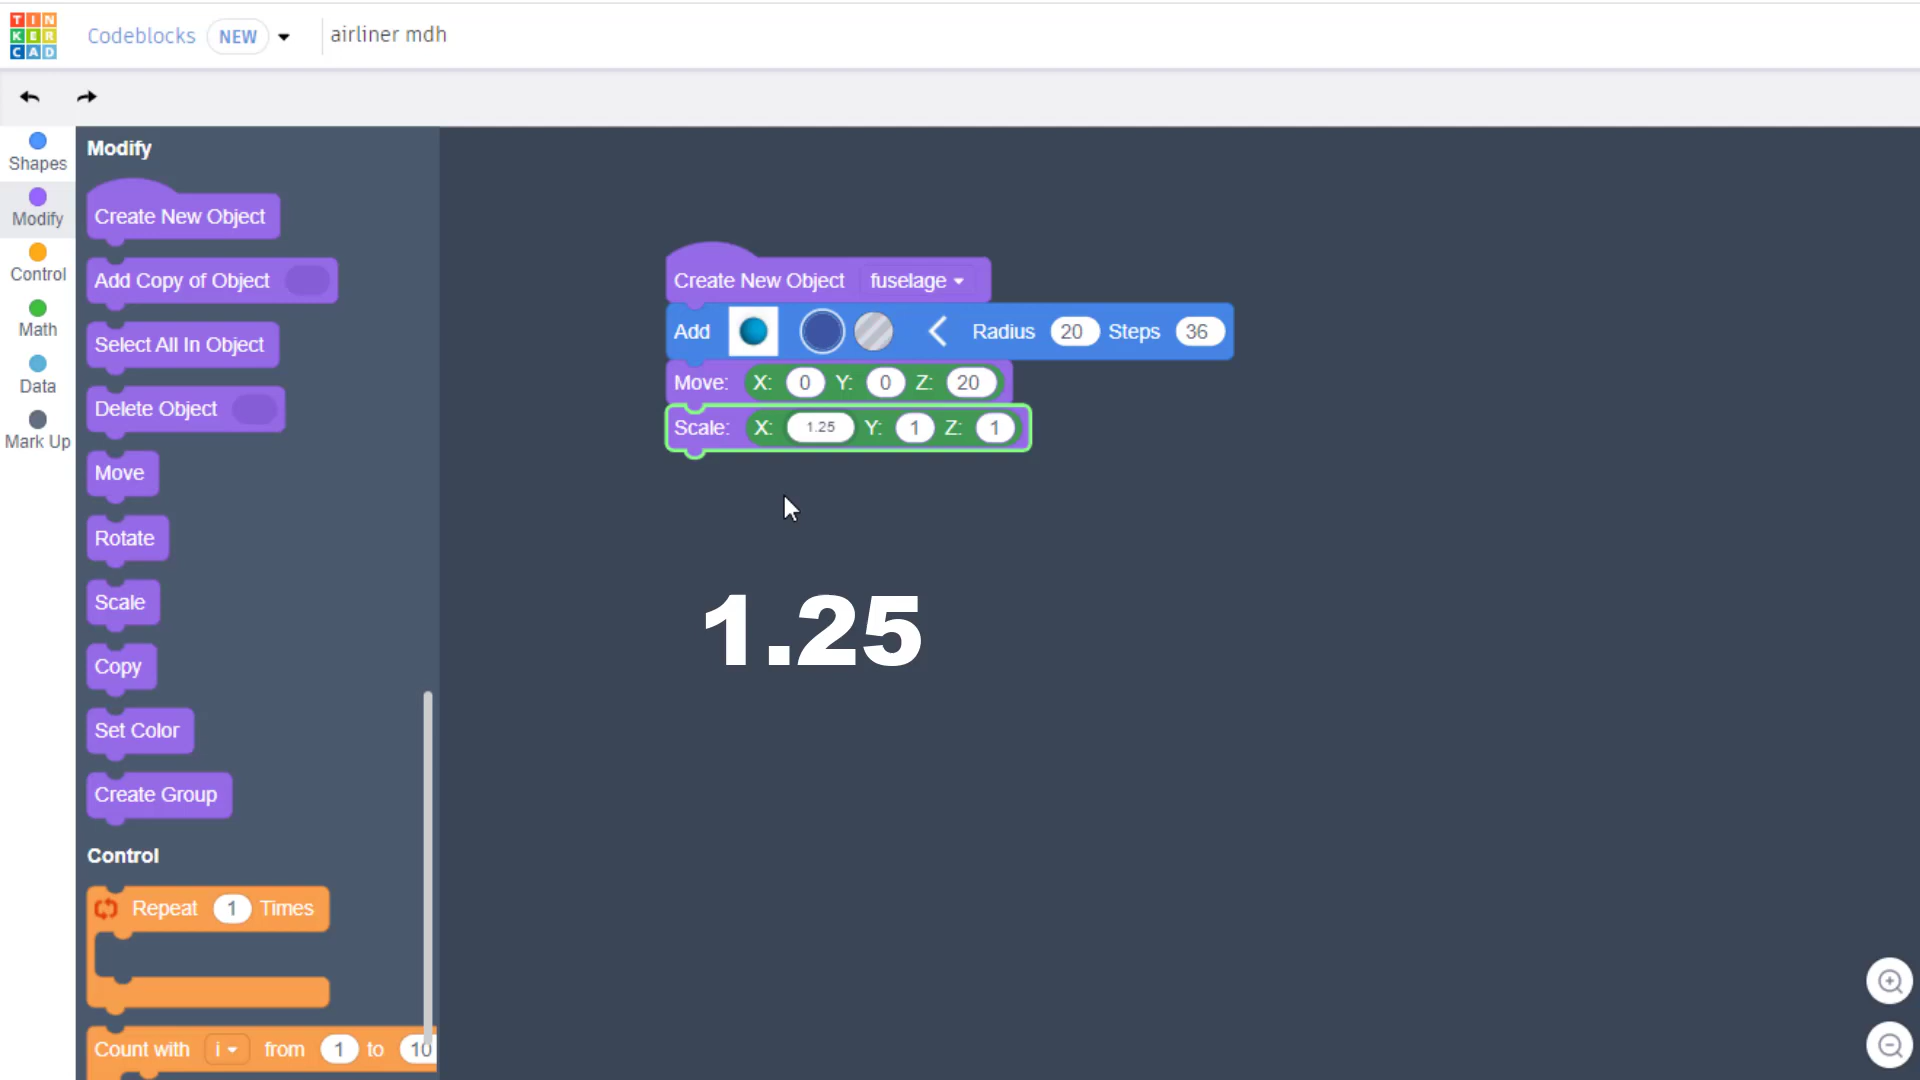 TIN
KER
CAD
Codeblocks NEW airliner mdh
Shapes
Modify
Control
Math
Data
Mark Up
Modify
Create New Object
Add Copy of Object
Select All In Object
Delete Object
Move
Rotate
Scale
Copy
Set Color
Create Group
Control
Repeat 1 Times
Count with i from 1 to 10
Create New Object fuselage
Add Radius 20 Steps 36
Move: X: 0 Y: 0 Z: 20
Scale: X: 1.25 Y: 1 Z: 1
1.25